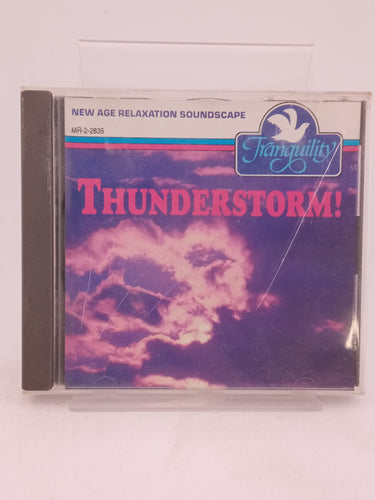 NEW AGE RELAXATION SOUNDSCAPE
MR-2-2835
Tranquility
THUNDERSTORM!